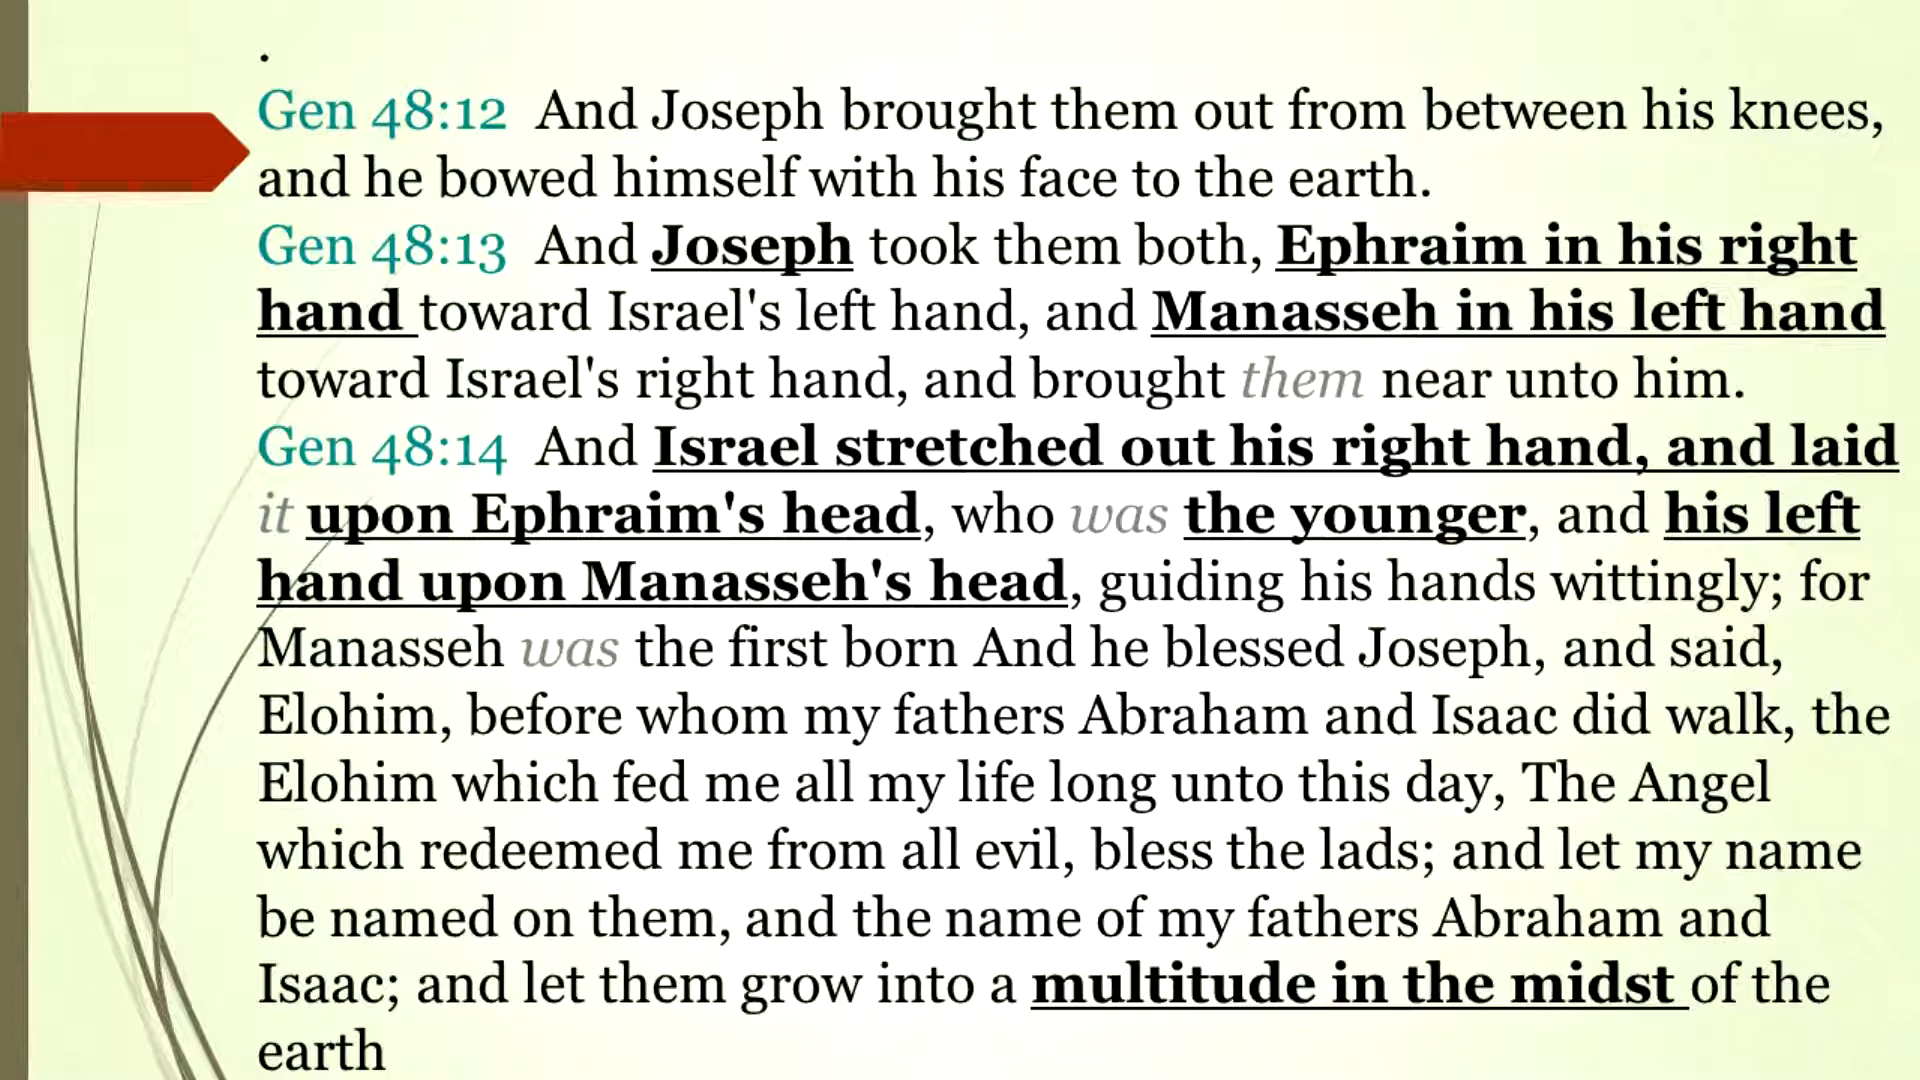 .
Gen 48:12 And Joseph brought them out from between his knees,
and he bowed himself with his face to the earth.
Gen 48:13 And Joseph took them both, Ephraim in his right
hand toward Israel's left hand, and Manasseh in his left hand
toward Israel's right hand, and brought them near unto him.
Gen 48:14 And Israel stretched out his right hand, and laid
it upon Ephraim's head, who was the younger, and his left
hand upon Manasseh's head, guiding his hands wittingly; for
Manasseh was the first born And he blessed Joseph, and said,
Elohim, before whom my fathers Abraham and Isaac did walk, the
Elohim which fed me all my life long unto this day, The Angel
which redeemed me from all evil, bless the lads; and let my name
be named on them, and the name of my fathers Abraham and
Isaac; and let them grow into a multitude in the midst of the
earth